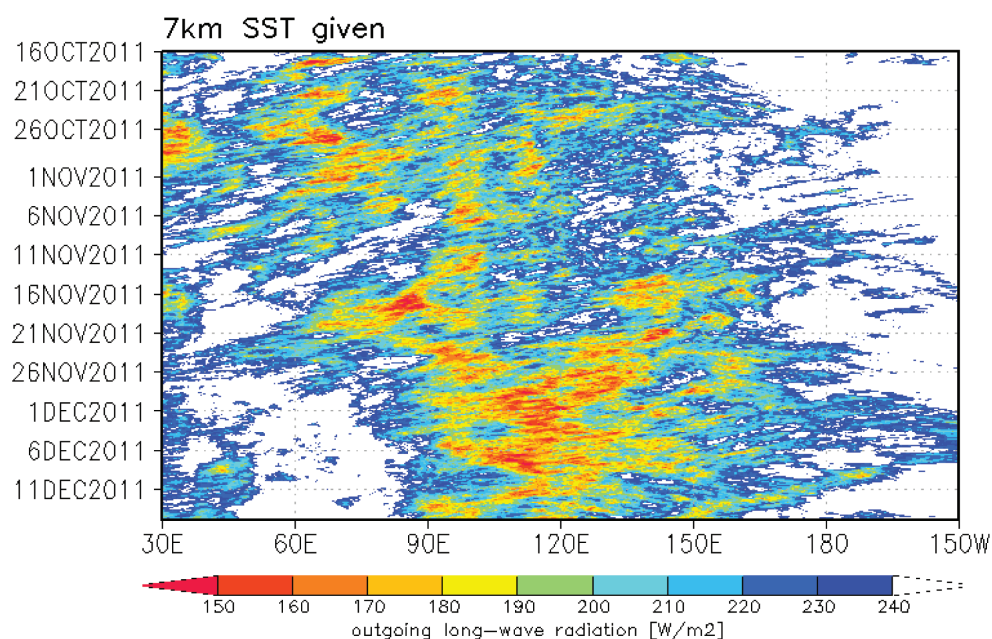 7km SST given
16OCT2011
21OCT2011
26OCT2011
1NOV2011
6NOV2011
11NOV2011
16NOV2011
21NOV2011
26NOV2011
1DEC2011
6DEC2011
11DEC2011
30E 60E 90E 120E 150E 180 150W
150 160 170 180 190 200 210 220 230 240
outgoing long-wave radiation [W/m2]